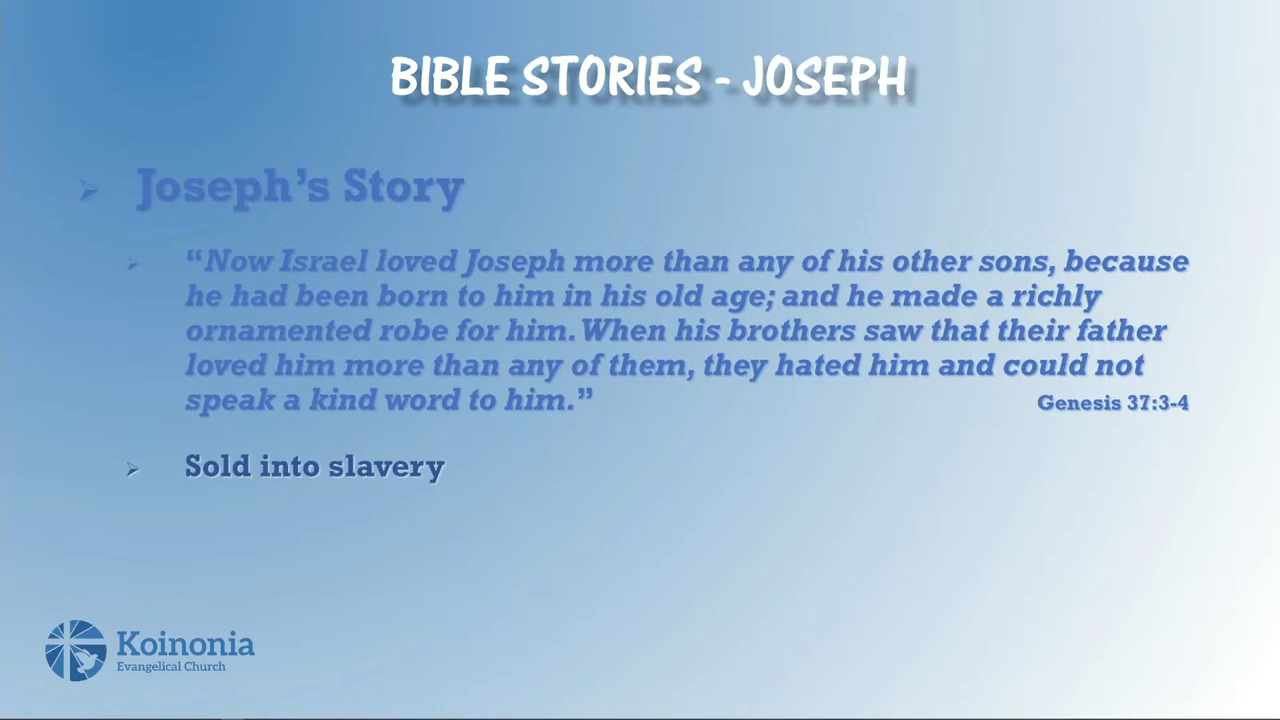 BIBLE STORIES - JOSEPH
Joseph’s Story
“Now Israel loved Joseph more than any of his other sons, because
he had been born to him in his old age; and he made a richly
ornamented robe for him. When his brothers saw that their father
loved him more than any of them, they hated him and could not
speak a kind word to him.”
Genesis 37:3-4
Sold into slavery
Koinonia
Evangelical Church